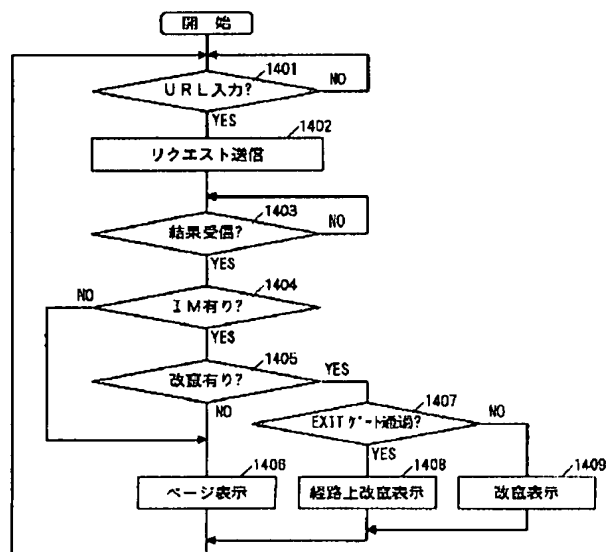 開 始
1401
URL入力?
NO
YES
1402
リクエスト送信
1403
結果受信?
NO
YES
1404
NO
IM有り?
YES
1405
改竄有り?
YES
NO
1407
EXITゲート通過?
NO
YES
1406
ページ表示
1408
経路上改竄表示
1409
改竄表示